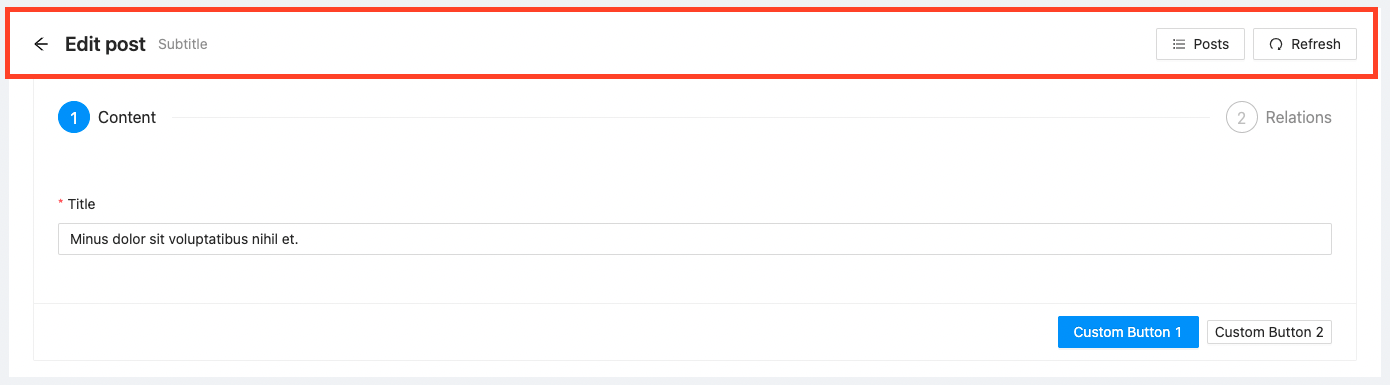 Edit post Subtitle Posts Refresh
1 Content 2 Relations
* Title
Minus dolor sit voluptatibus nihil et.
Custom Button 1 Custom Button 2